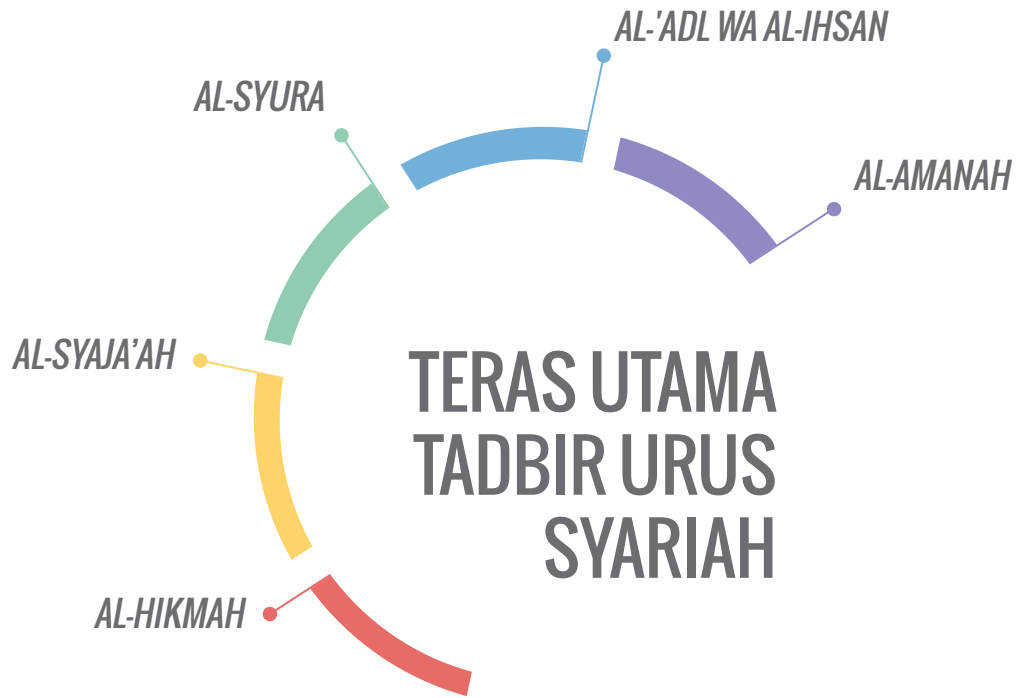 AL-'ADL WA AL-IHSAN
AL-SYURA
AL-AMANAH
AL-SYAJA'AH
TERAS UTAMA
TADBIR URUS
SYARIAH
AL-HIKMAH